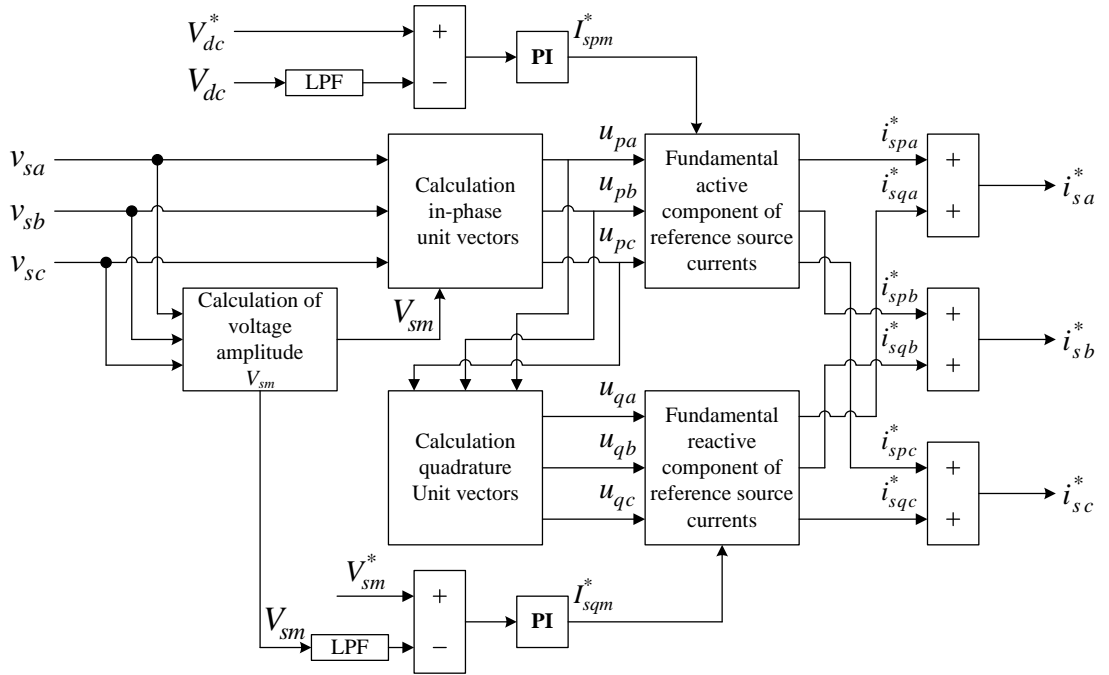 V*dc
+
PI
I*spm
Vdc
LPF
−
vsa
vsb
vsc
Calculation
in-phase
unit vectors
upa
upb
upc
Fundamental
active
component of
reference source
currents
i*spa
i*sqa
+
+
i*sa
Calculation of
voltage
amplitude
Vsm
Vsm
i*spb
i*sqb
+
+
i*sb
Calculation
quadrature
Unit vectors
uqa
uqb
uqc
Fundamental
reactive
component of
reference source
currents
i*spc
i*sqc
+
+
i*sc
V*sm
+
PI
I*sqm
Vsm
LPF
−